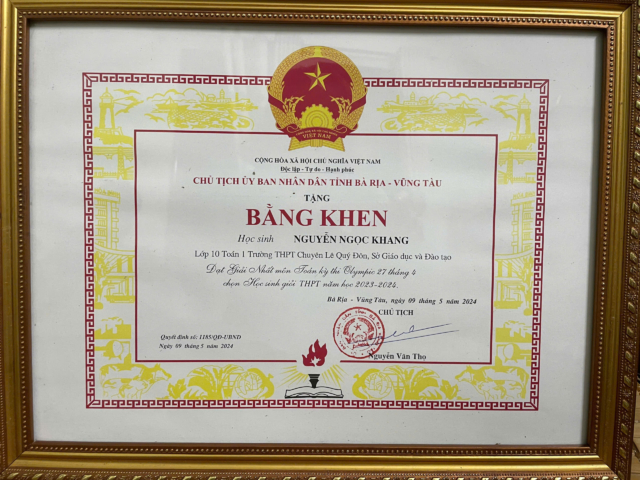 VIỆT NAM
CỘNG HÒA XÃ HỘI CHỦ NGHĨA VIỆT NAM
Độc lập - Tự do - Hạnh phúc
CHỦ TỊCH ỦY BAN NHÂN DÂN TỈNH BÀ RỊA - VŨNG TÀU
TẶNG
BẰNG KHEN
Học sinh NGUYỄN NGỌC KHANG
Lớp 10 Toán 1 Trường THPT Chuyên Lê Quý Đôn, Sở Giáo dục và Đào tạo
Đạt Giải Nhất môn Toán kỳ thi Olympic 27 tháng 4
chọn Học sinh giỏi THPT năm học 2023-2024.
Bà Rịa - Vũng Tàu, ngày 09 tháng 5 năm 2024
CHỦ TỊCH
Quyết định số: 1185/QĐ-UBND
Ngày 09 tháng 5 năm 2024
Nguyễn Văn Thọ